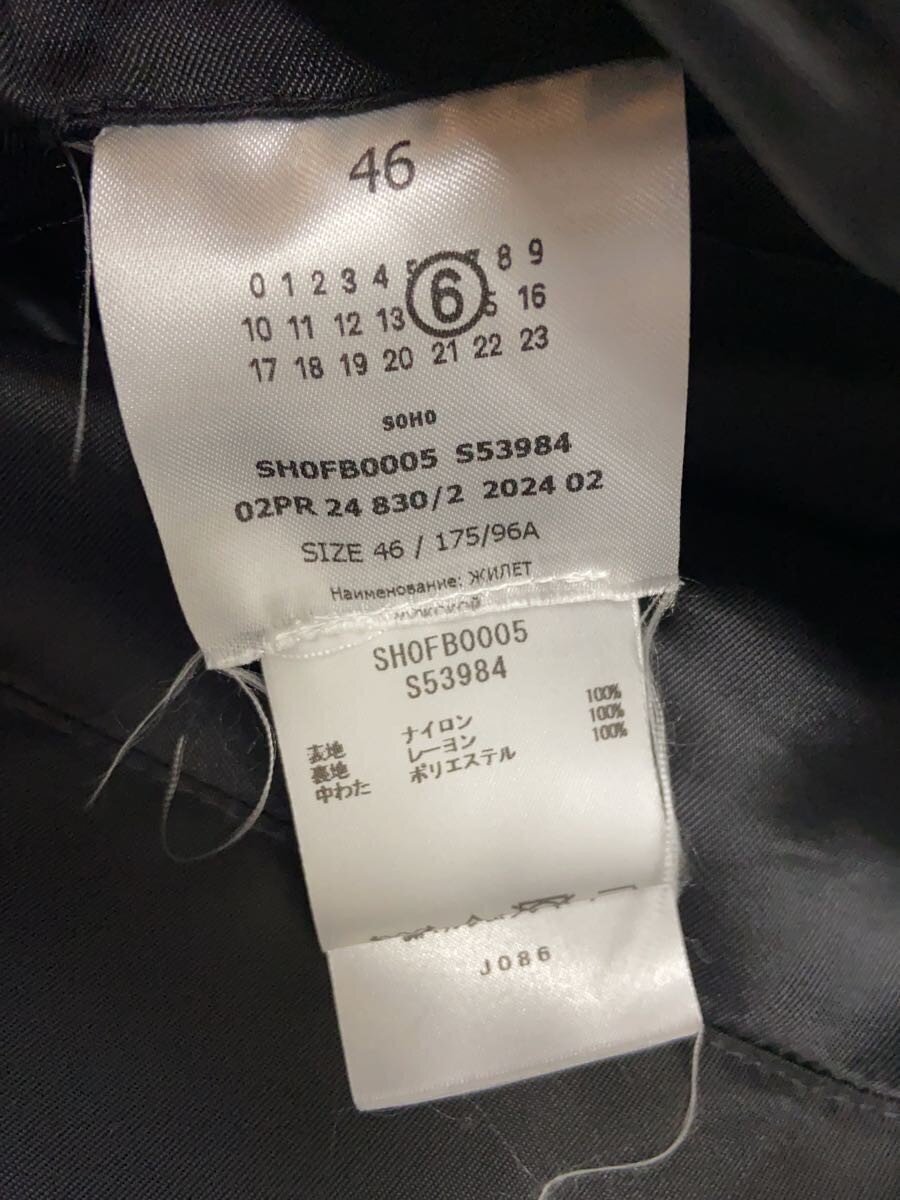 46
0 1 2 3 4 6 8 9
10 11 12 13 16
17 18 19 20 21 22 23
SOHO
SH0FB0005 S53984
02PR 24 830/2 2024 02
SIZE 46 / 175/96A
Наименование: ЖИЛЕТ
SH0FB0005
S53984
表地 ナイロン 100%
裏地 レーヨン 100%
中わた ポリエステル 100%
J086